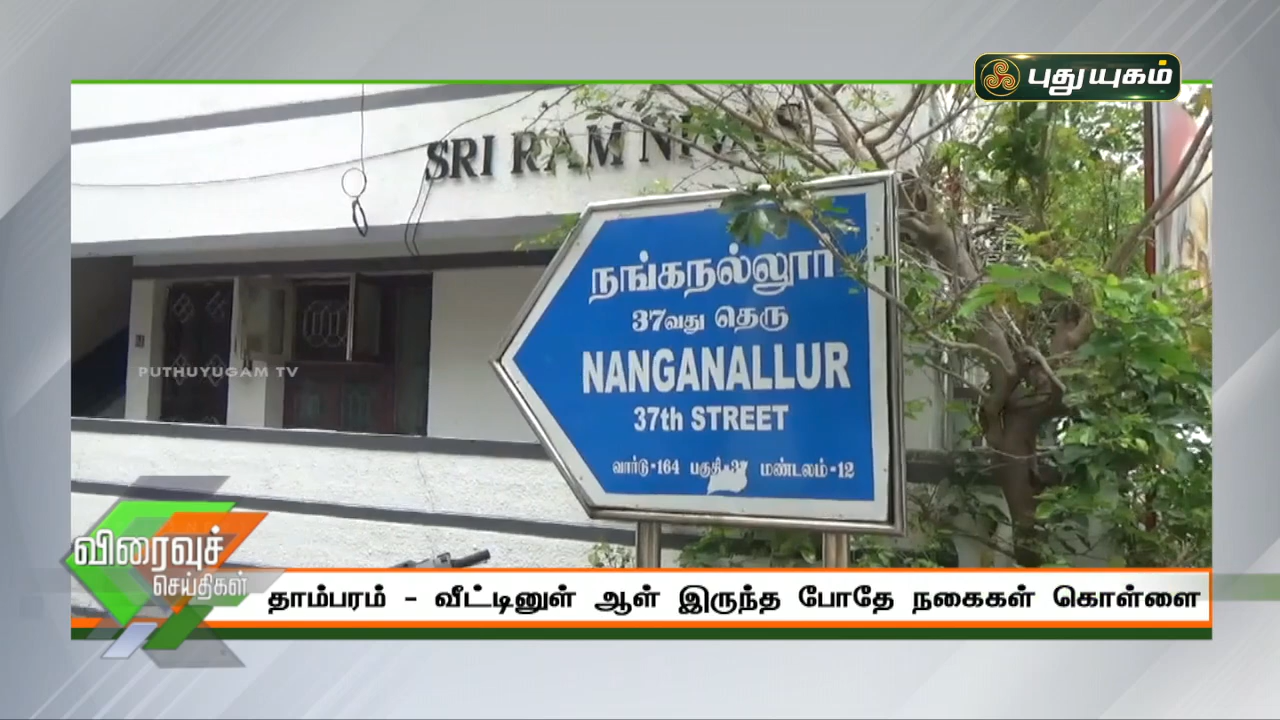 புதுயுகம்
SRI RAM
நங்கநல்லூர்
37வது தெரு
NANGANALLUR
37th STREET
வார்டு-164 பகுதி-37 மண்டலம்-12
PUTHUYUGAM TV
விரைவுச்
செய்திகள்
தாம்பரம் - வீட்டினுள் ஆள் இருந்த போதே நகைகள் கொள்ளை